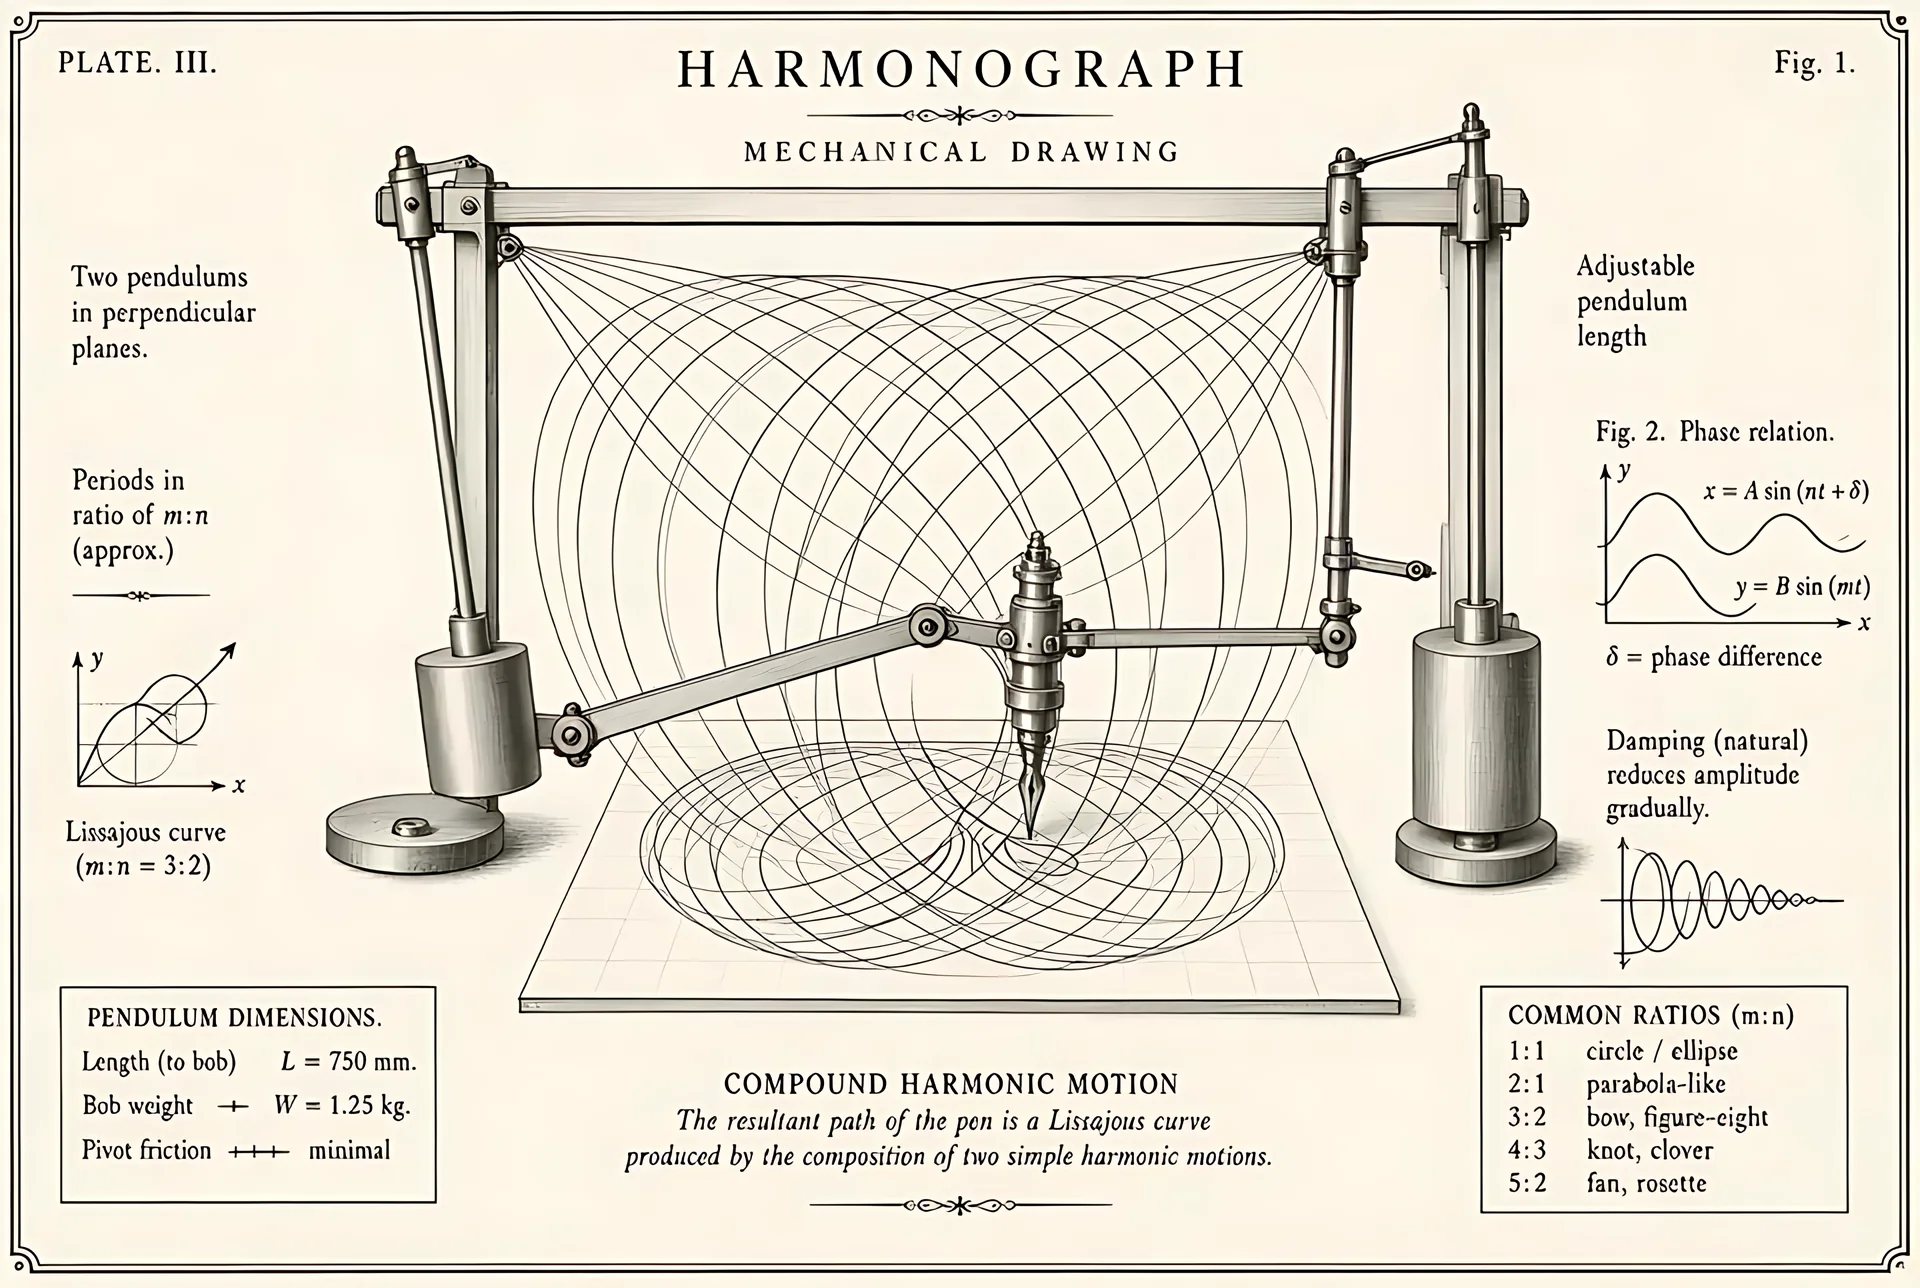 PLATE. III.
HARMONOGRAPH
Fig. 1.
MECHANICAL DRAWING
Two pendulums
in perpendicular
planes.
Periods in
ratio of m:n
(approx.)
y
x
Lissajous curve
(m:n = 3:2)
Adjustable
pendulum
length
Fig. 2. Phase relation.
y
x = A sin (nt + δ)
y = B sin (mt)
x
δ = phase difference
Damping (natural)
reduces amplitude
gradually.
PENDULUM DIMENSIONS.
Length (to bob) L = 750 mm.
Bob weight W = 1.25 kg.
Pivot friction minimal
COMPOUND HARMONIC MOTION
The resultant path of the pen is a Lissajous curve
produced by the composition of two simple harmonic motions.
COMMON RATIOS (m:n)
1:1 circle / ellipse
2:1 parabola-like
3:2 bow, figure-eight
4:3 knot, clover
5:2 fan, rosette